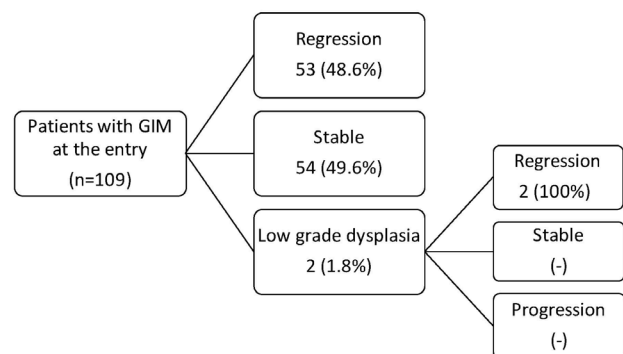 Patients with GIM
at the entry
(n=109)
Regression
53 (48.6%)
Stable
54 (49.6%)
Low grade dysplasia
2 (1.8%)
Regression
2 (100%)
Stable
(-)
Progression
(-)